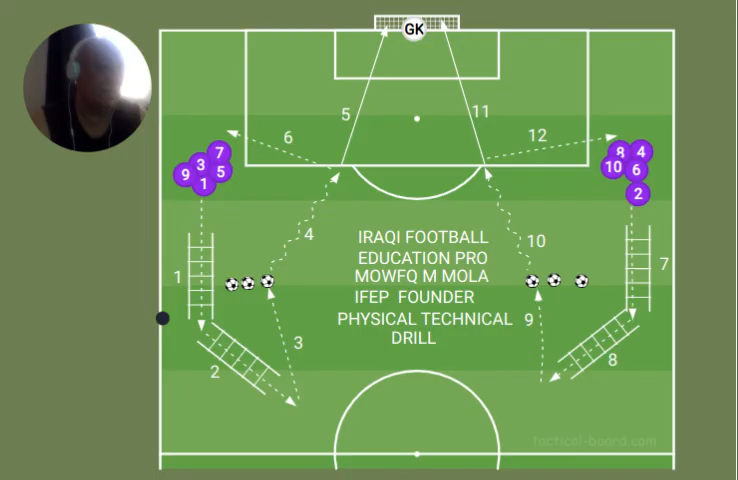 GK
5
11
6
12
7
3
5
9
1
8
4
10
6
2
4
10
IRAQI FOOTBALL
EDUCATION PRO
MOWFQ M MOLA
IFEP FOUNDER
PHYSICAL TECHNICAL
DRILL
1
7
9
3
2
8
tactical-board.com